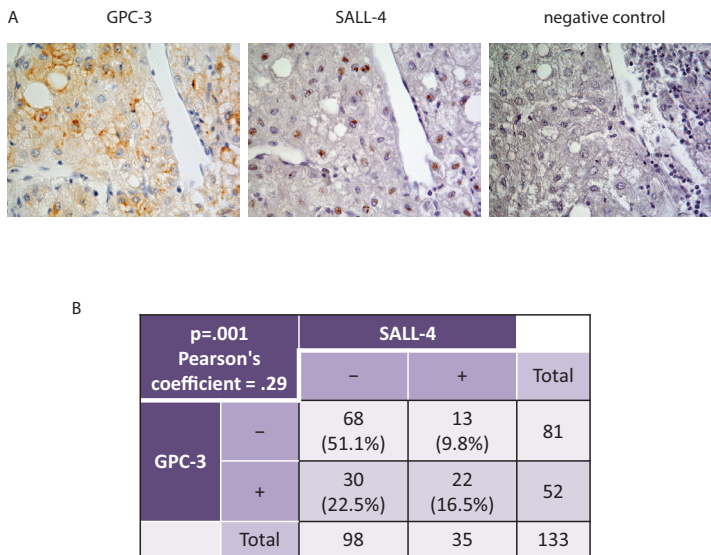 A
GPC-3
SALL-4
negative control
B
p=.001
Pearson's
coefficient = .29
SALL-4
– + Total
GPC-3
– 68 13 81
(51.1%) (9.8%)
+ 30 22 52
(22.5%) (16.5%)
Total 98 35 133